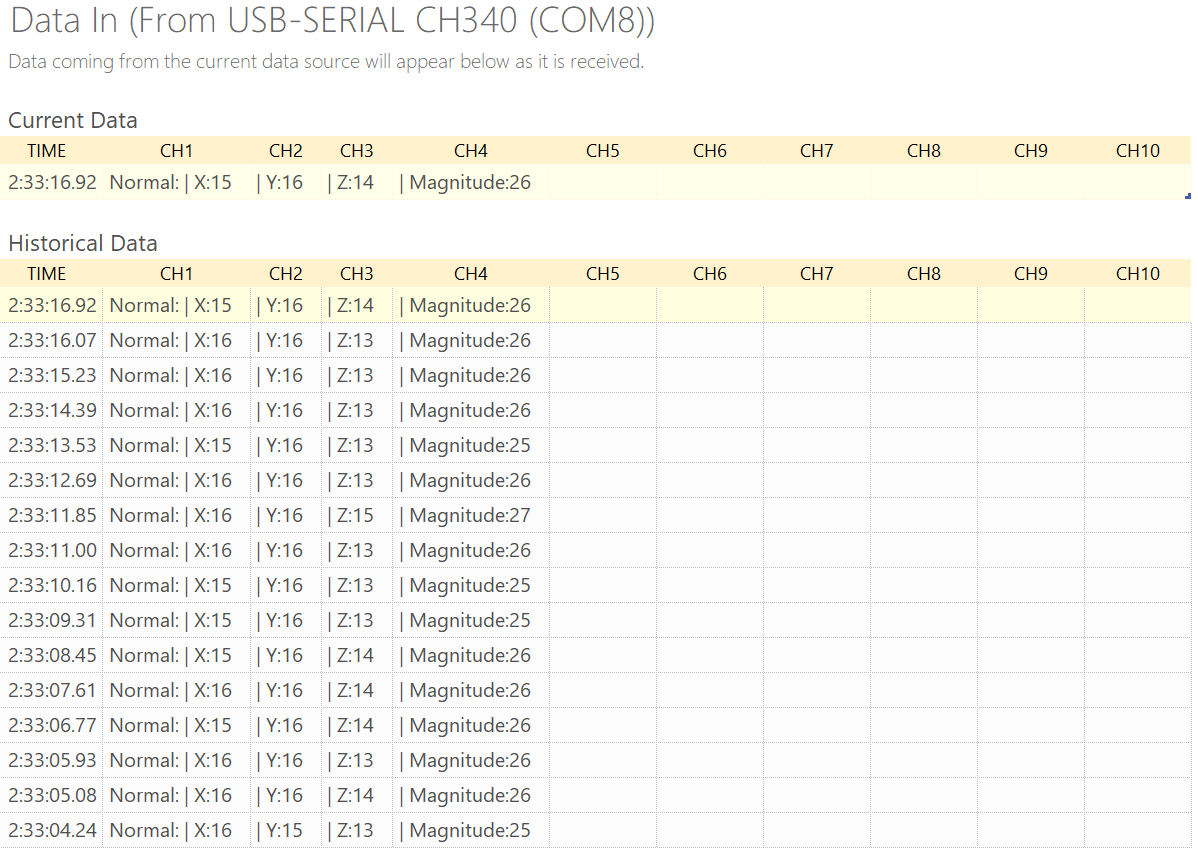 Data In (From USB-SERIAL CH340 (COM8))
Data coming from the current data source will appear below as it is received.
Current Data
TIME CH1 CH2 CH3 CH4 CH5 CH6 CH7 CH8 CH9 CH10
2:33:16.92 Normal: | X:15 | Y:16 | Z:14 | Magnitude:26
Historical Data
TIME CH1 CH2 CH3 CH4 CH5 CH6 CH7 CH8 CH9 CH10
2:33:16.92 Normal: | X:15 | Y:16 | Z:14 | Magnitude:26
2:33:16.07 Normal: | X:16 | Y:16 | Z:13 | Magnitude:26
2:33:15.23 Normal: | X:16 | Y:16 | Z:13 | Magnitude:26
2:33:14.39 Normal: | X:16 | Y:16 | Z:13 | Magnitude:26
2:33:13.53 Normal: | X:15 | Y:16 | Z:13 | Magnitude:25
2:33:12.69 Normal: | X:16 | Y:16 | Z:13 | Magnitude:26
2:33:11.85 Normal: | X:16 | Y:16 | Z:15 | Magnitude:27
2:33:11.00 Normal: | X:16 | Y:16 | Z:13 | Magnitude:26
2:33:10.16 Normal: | X:15 | Y:16 | Z:13 | Magnitude:25
2:33:09.31 Normal: | X:15 | Y:16 | Z:13 | Magnitude:25
2:33:08.45 Normal: | X:15 | Y:16 | Z:14 | Magnitude:26
2:33:07.61 Normal: | X:16 | Y:16 | Z:14 | Magnitude:26
2:33:06.77 Normal: | X:15 | Y:16 | Z:14 | Magnitude:26
2:33:05.93 Normal: | X:16 | Y:16 | Z:13 | Magnitude:26
2:33:05.08 Normal: | X:16 | Y:16 | Z:14 | Magnitude:26
2:33:04.24 Normal: | X:16 | Y:15 | Z:13 | Magnitude:25